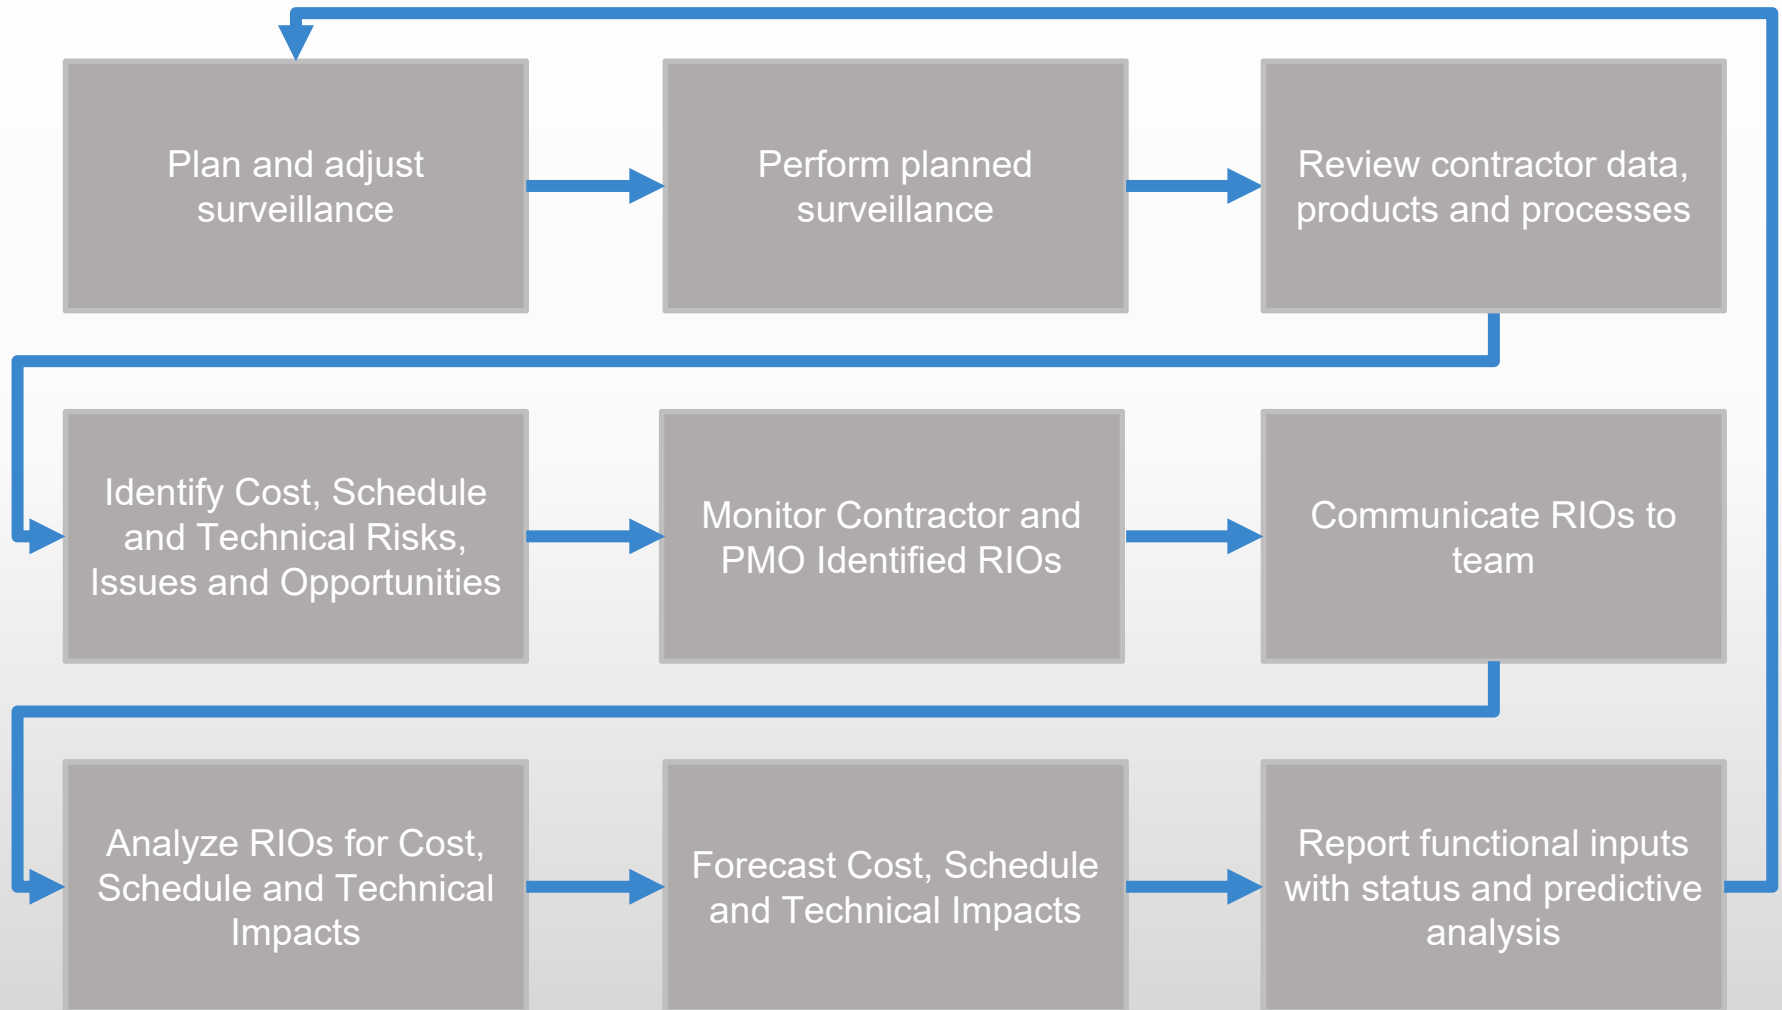 Plan and adjust
surveillance
Perform planned
surveillance
Review contractor data,
products and processes
Identify Cost, Schedule
and Technical Risks,
Issues and Opportunities
Monitor Contractor and
PMO Identified RIOs
Communicate RIOs to
team
Analyze RIOs for Cost,
Schedule and Technical
Impacts
Forecast Cost, Schedule
and Technical Impacts
Report functional inputs
with status and predictive
analysis